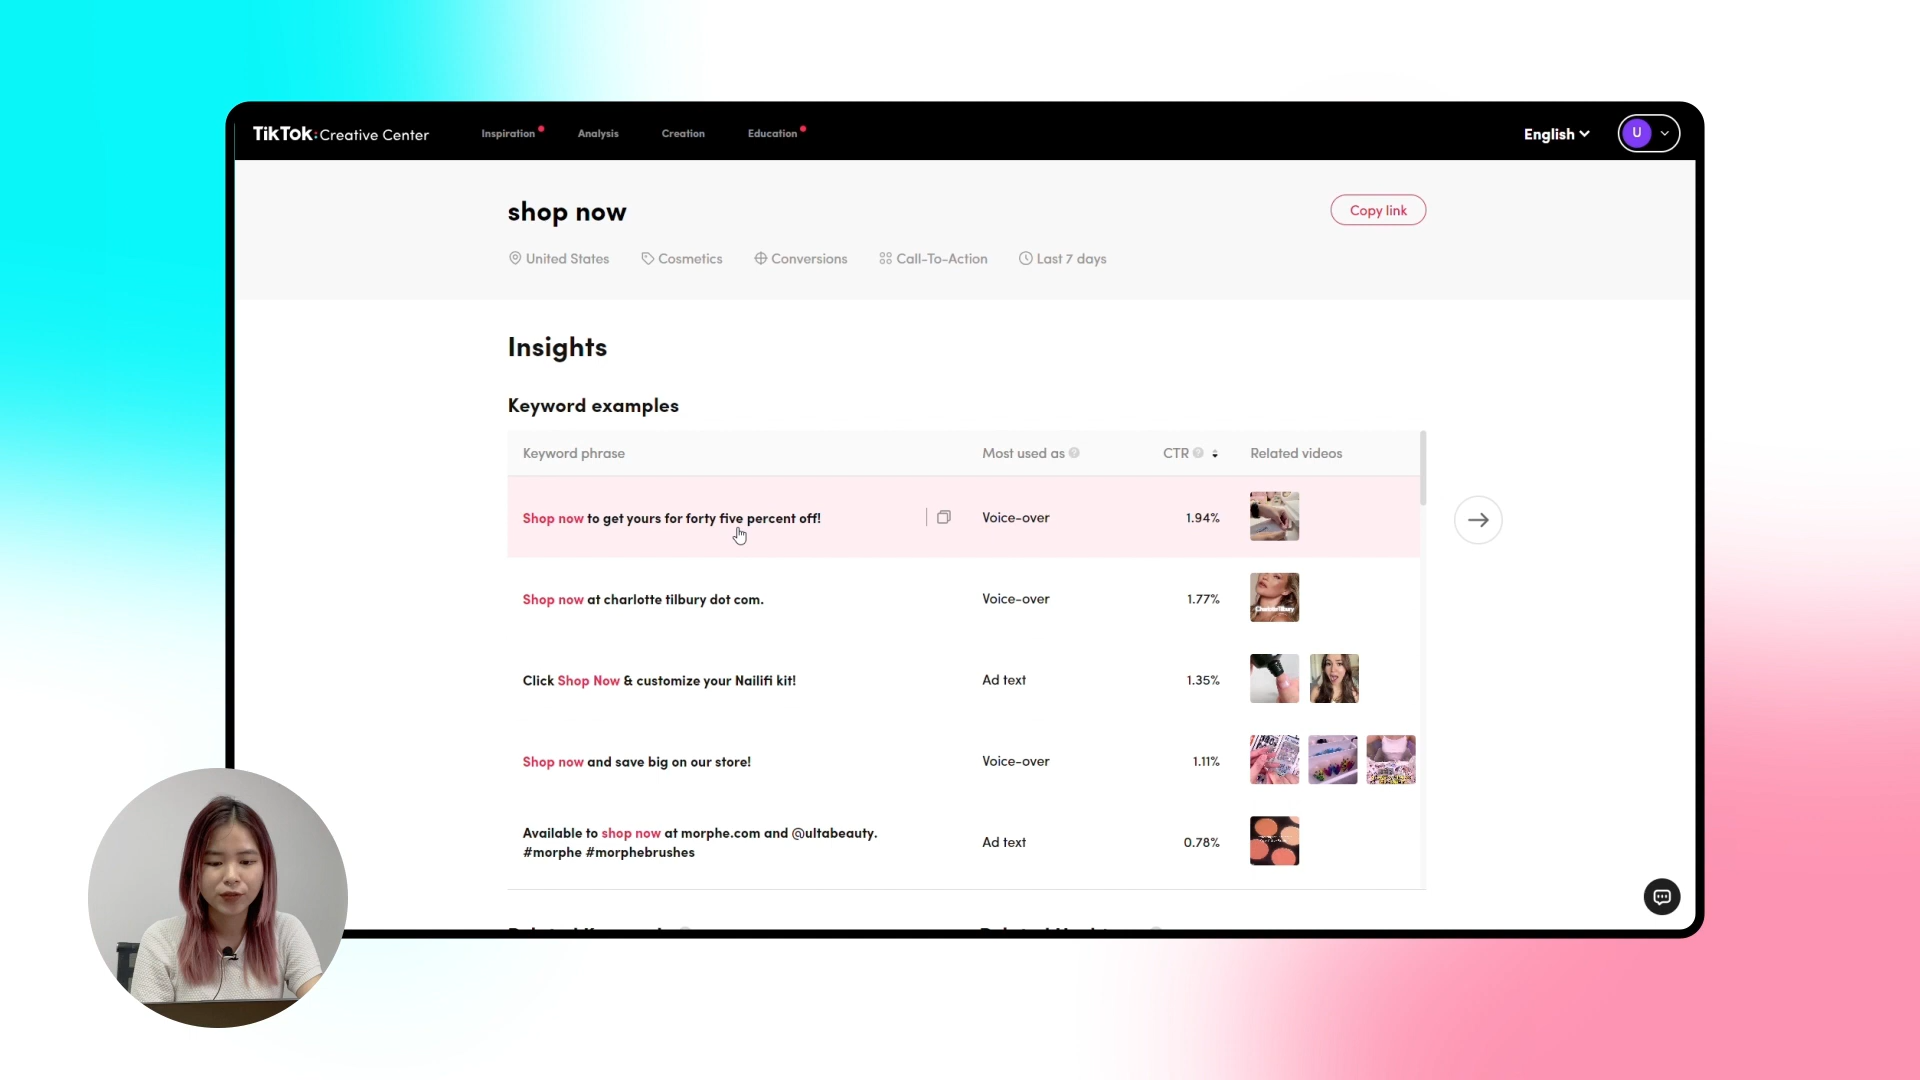 TikTok: Creative Center
Inspiration
Analysis
Creation
Education
English
U
shop now
Copy link
United States
Cosmetics
Conversions
Call-To-Action
Last 7 days
Insights
Keyword examples
Keyword phrase
Most used as
CTR
Related videos
Shop now to get yours for forty five percent off!
Voice-over
1.94%
Shop now at charlotte tilbury dot com.
Voice-over
1.77%
Click Shop Now & customize your Nailifi kit!
Ad text
1.35%
Shop now and save big on our store!
Voice-over
1.11%
Available to shop now at morphe.com and @ultabeauty.
#morphe #morphebrushes
Ad text
0.78%